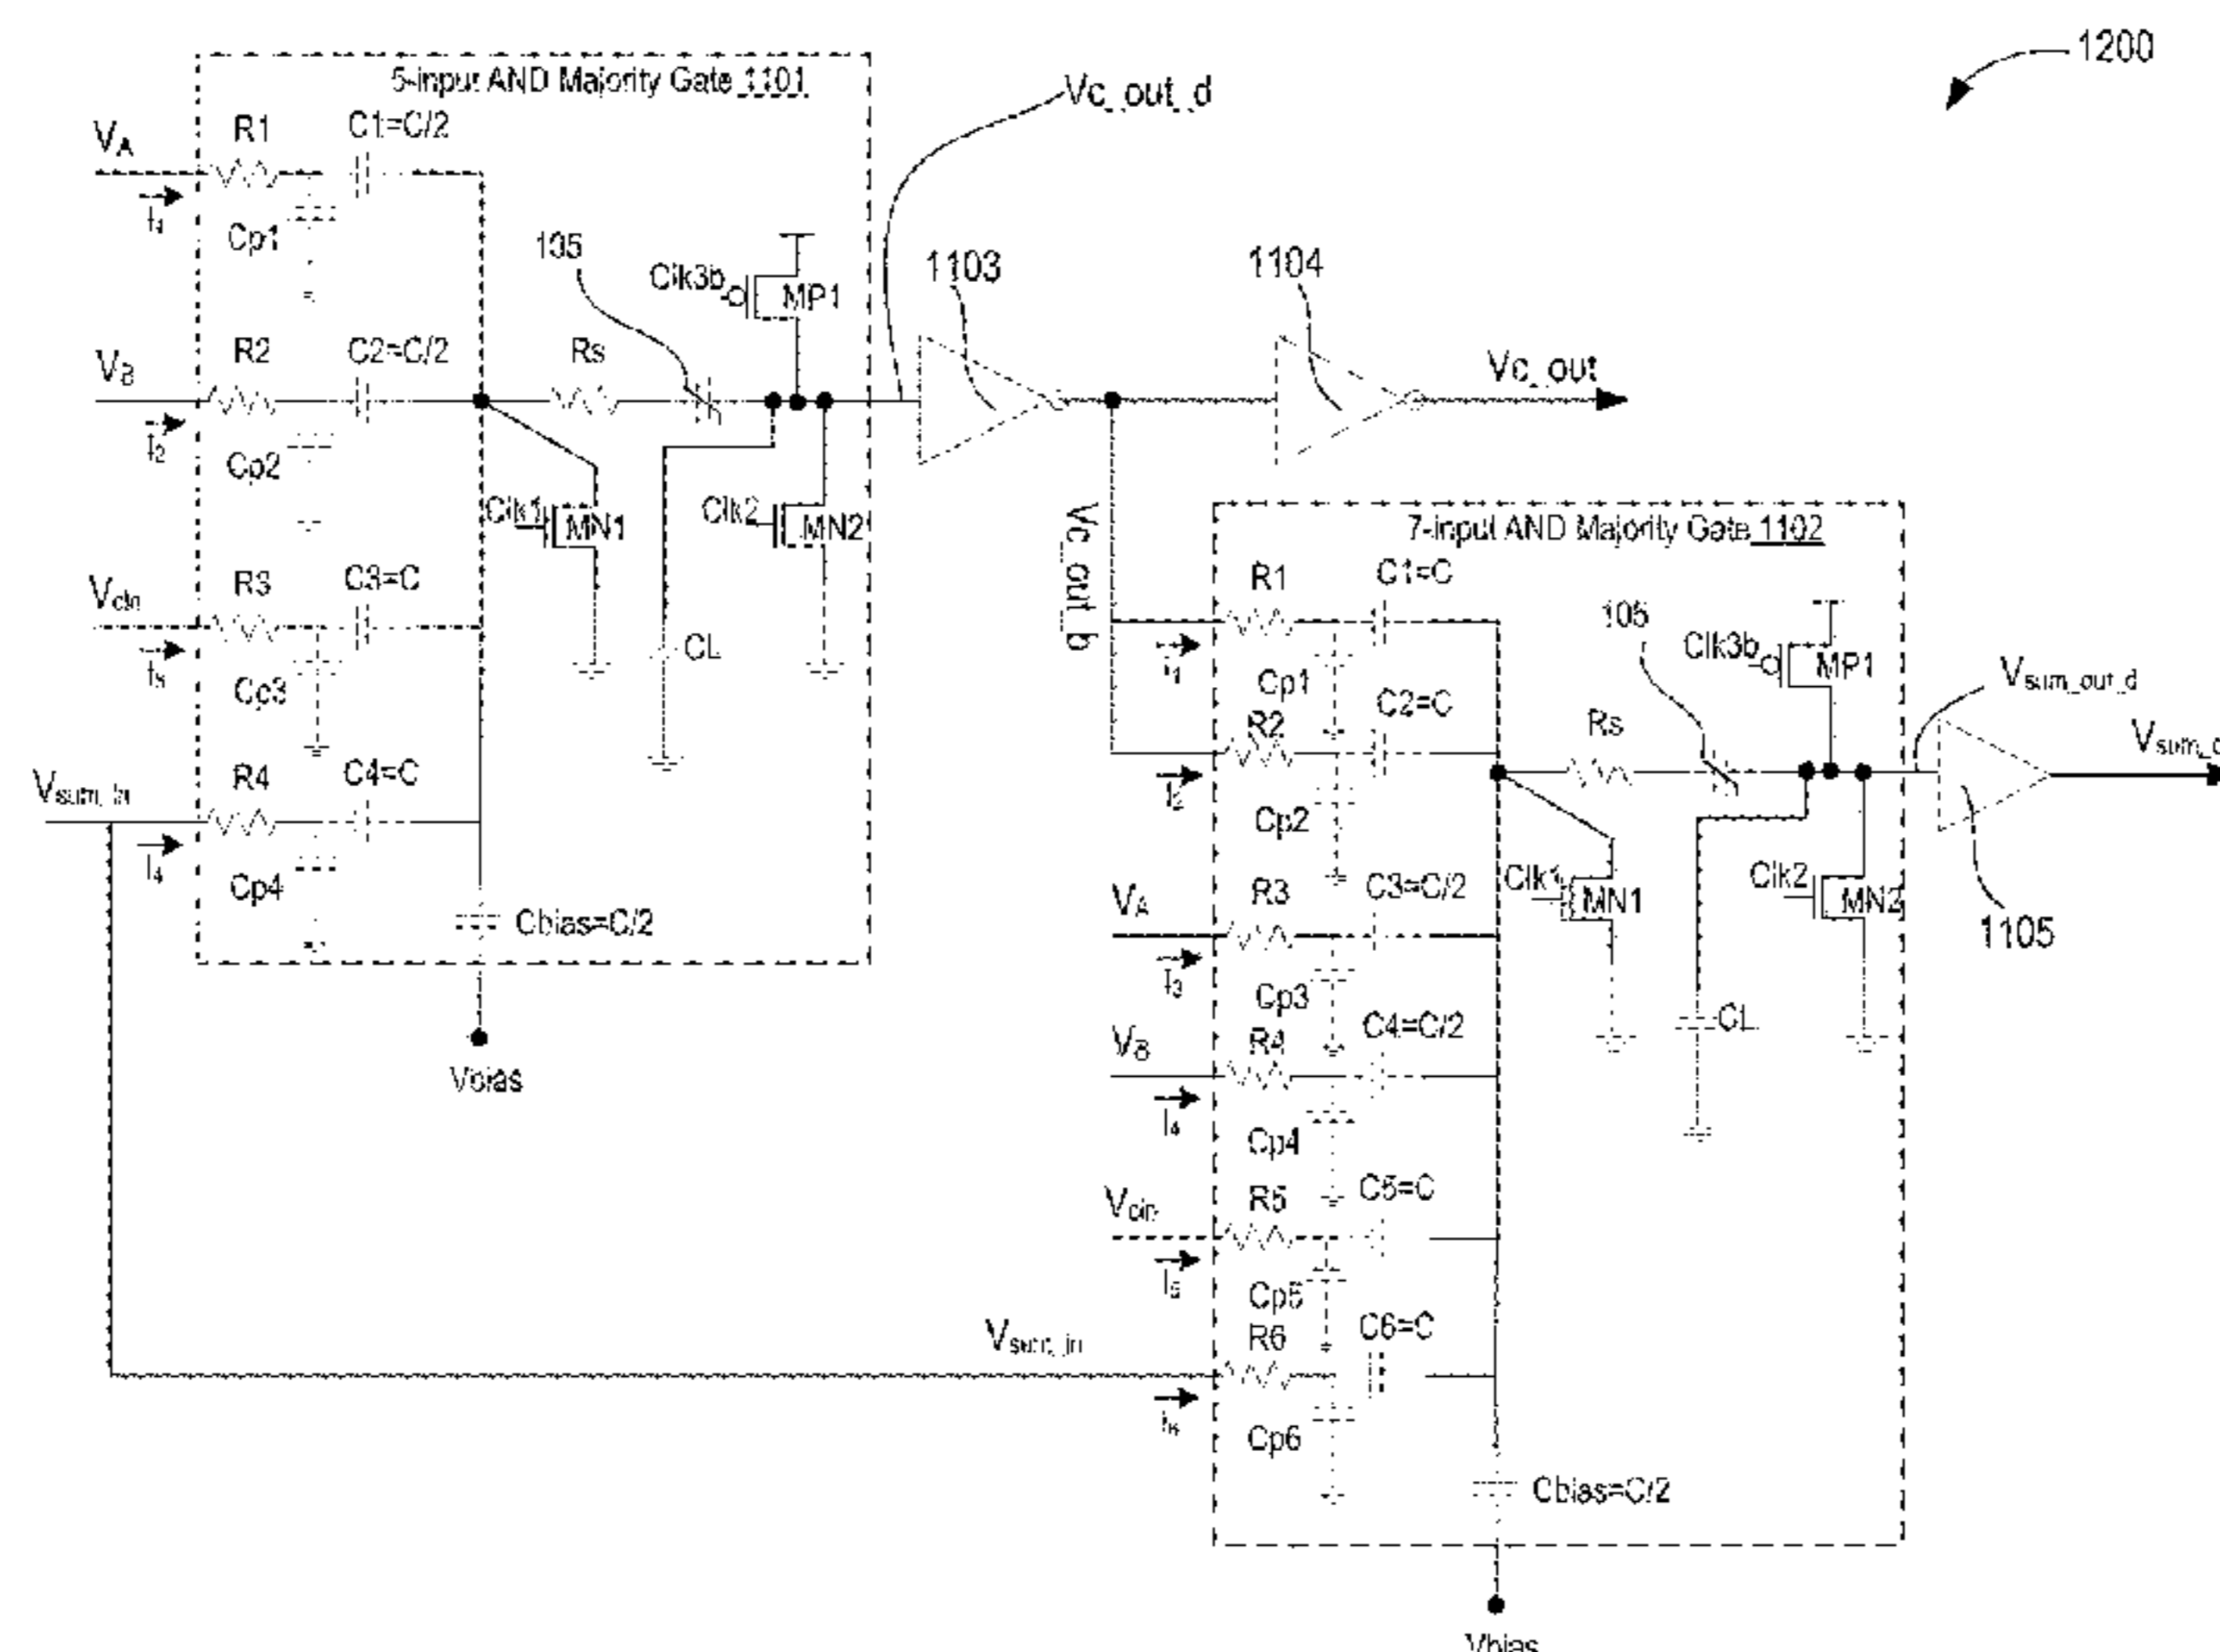 1200
5-input AND Majority Gate 1101
Vc_out_d
VA
R1
C1=C/2
I1
Cp1
105
Clk3b
MP1
1103
1104
VB
R2
C2=C/2
Rs
Vc_out
I2
Cp2
Clk1
MN1
Clk2
MN2
Vcin
R3
C3=C
I3
Cp3
CL
Vsum_in
R4
C4=C
I4
Cp4
Cbias=C/2
Vbias
Vc_out_b
7-input AND Majority Gate 1102
R1
C1=C
I1
Cp1
105
Clk3b
MP1
Vsum_out_d
R2
C2=C
Rs
I2
Cp2
VA
R3
C3=C/2
Clk1
MN1
Clk2
MN2
1105
I3
Cp3
CL
VB
R4
C4=C/2
I4
Cp4
Vcin
R5
C5=C
I5
Cp5
Vsum_in
R6
C6=C
I6
Cp6
Cbias=C/2
Vbias